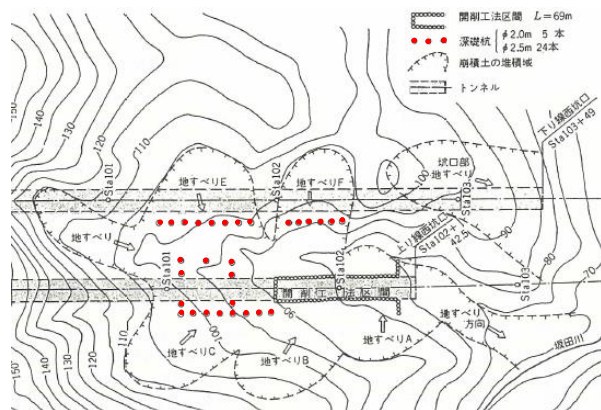 開削工法区間 L=69m
深礎杭 φ2.0m 5本
φ2.5m 24本
崩積土の堆積域
トンネル
下り線西坑口
Sta103+49
150
140
130
120
110
Sta101
地すべりE
Sta102
地すべりF
100
坑口部
地すべり
Sta103
90
80
70
地すべり
Sta101
上り線西坑口
Sta102+
42.5
Sta102
Sta103
開削工法区間
90
100
地すべりC
地すべりB
地すべりA
地すべり
方向
坂田川
110
120
130
140
150